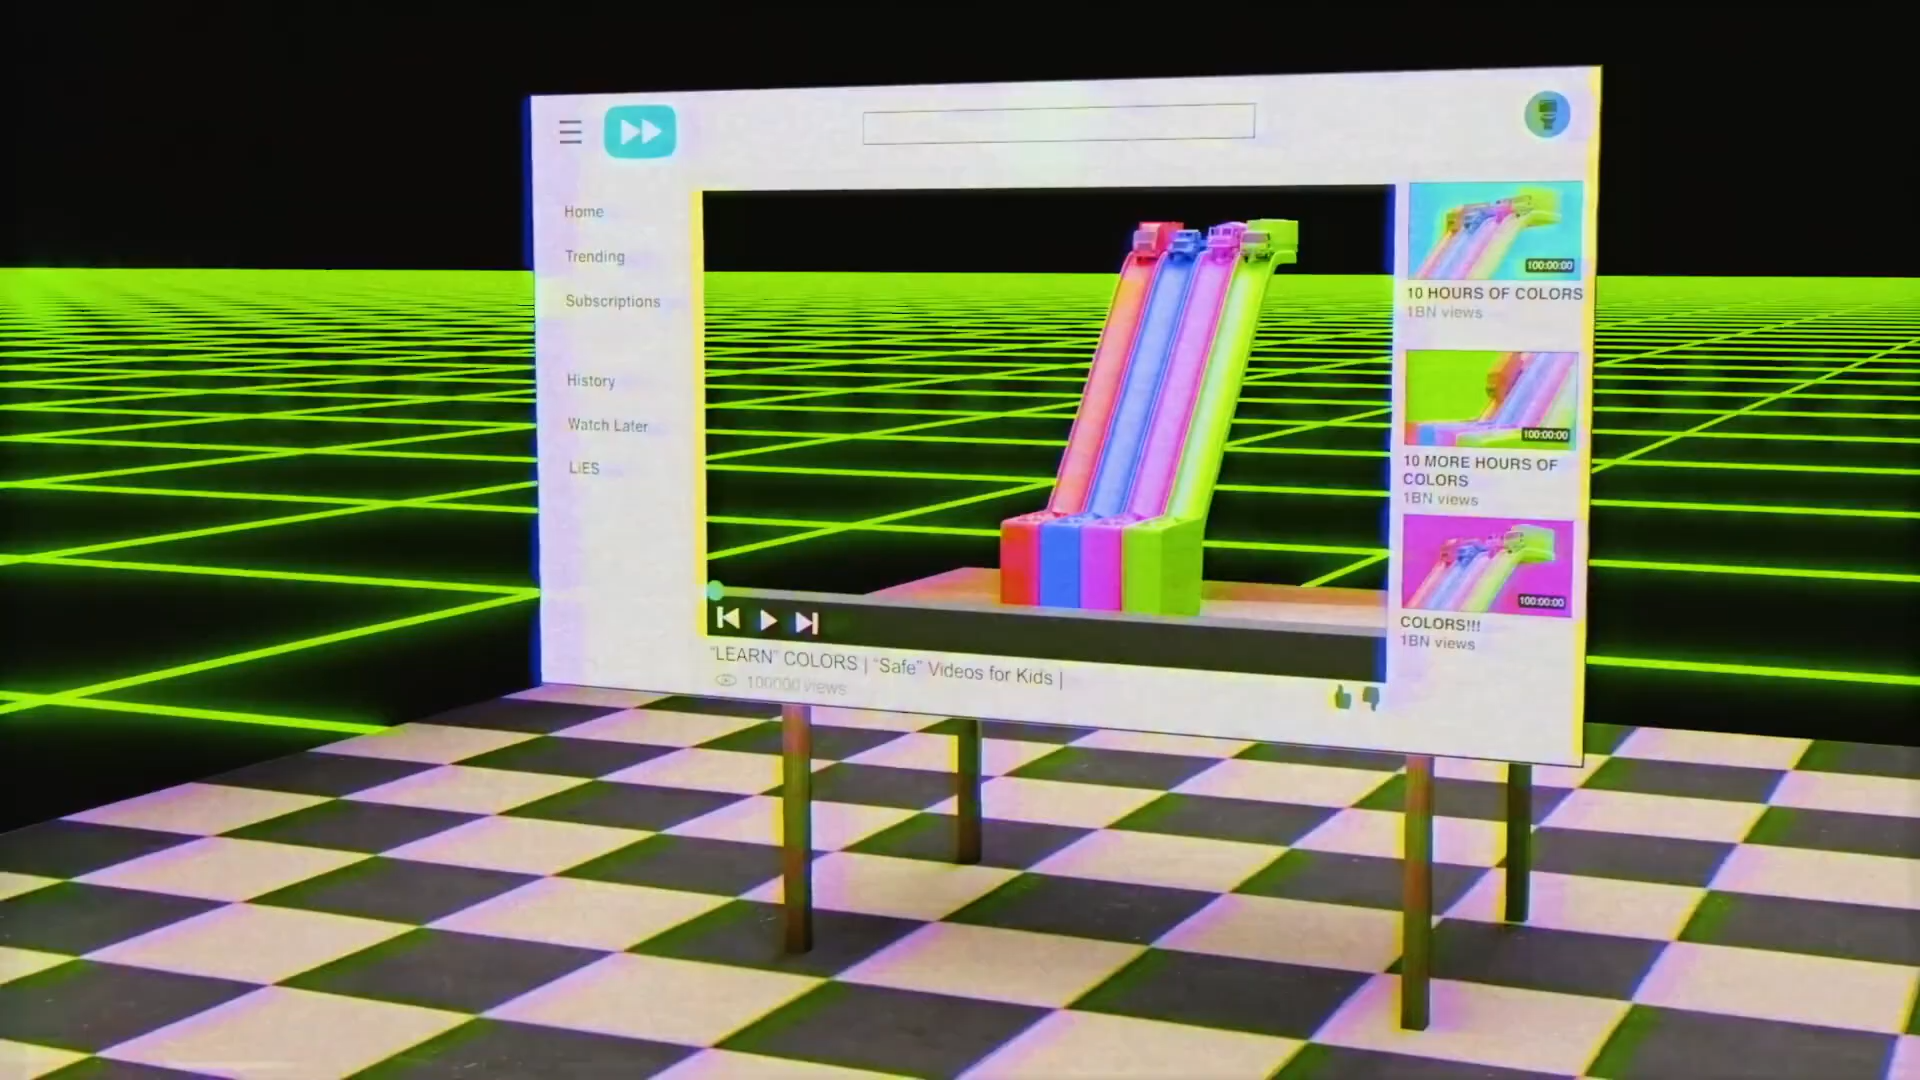 Home
Trending
Subscriptions
History
Watch Later
LiES
"LEARN" COLORS | "Safe" Videos for Kids |
100000 views
100:00:00
10 HOURS OF COLORS
1BN views
100:00:00
10 MORE HOURS OF
COLORS
1BN views
100:00:00
COLORS!!!
1BN views